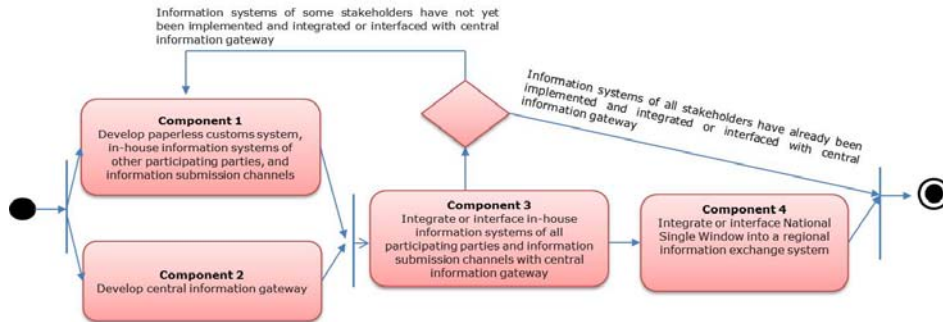 Information systems of some stakeholders have not yet
been implemented and integrated or interfaced with central
information gateway
Information systems of all stakeholders have already been
implemented and integrated or interfaced with central
information gateway
Component 1
Develop paperless customs system,
in-house information systems of
other participating parties, and
information submission channels
Component 2
Develop central information gateway
Component 3
Integrate or interface in-house
information systems of all
participating parties and information
submission channels with central
information gateway
Component 4
Integrate or interface National
Single Window into a regional
information exchange system